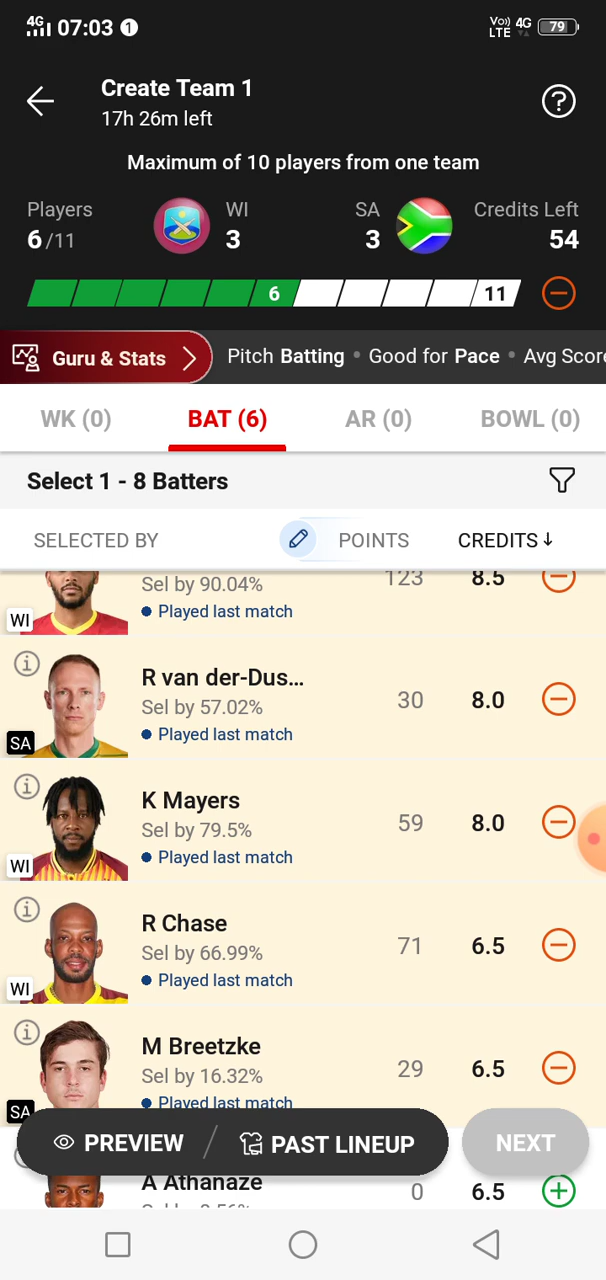 4G 07:03 1 Vo)) LTE 4G 79
Create Team 1
17h 26m left
?
Maximum of 10 players from one team
Players WI SA Credits Left
6/11 3 3 54
6 11
Guru & Stats Pitch Batting • Good for Pace • Avg Score
WK (0) BAT (6) AR (0) BOWL (0)
Select 1 - 8 Batters
SELECTED BY POINTS CREDITS↓
Sel by 90.04% 123 8.5
WI • Played last match
R van der-Dus...
Sel by 57.02% 30 8.0
SA • Played last match
K Mayers
Sel by 79.5% 59 8.0
WI • Played last match
R Chase
Sel by 66.99% 71 6.5
WI • Played last match
M Breetzke
Sel by 16.32% 29 6.5
SA • Played last match
PREVIEW / PAST LINEUP NEXT
A Athanaze 0 6.5